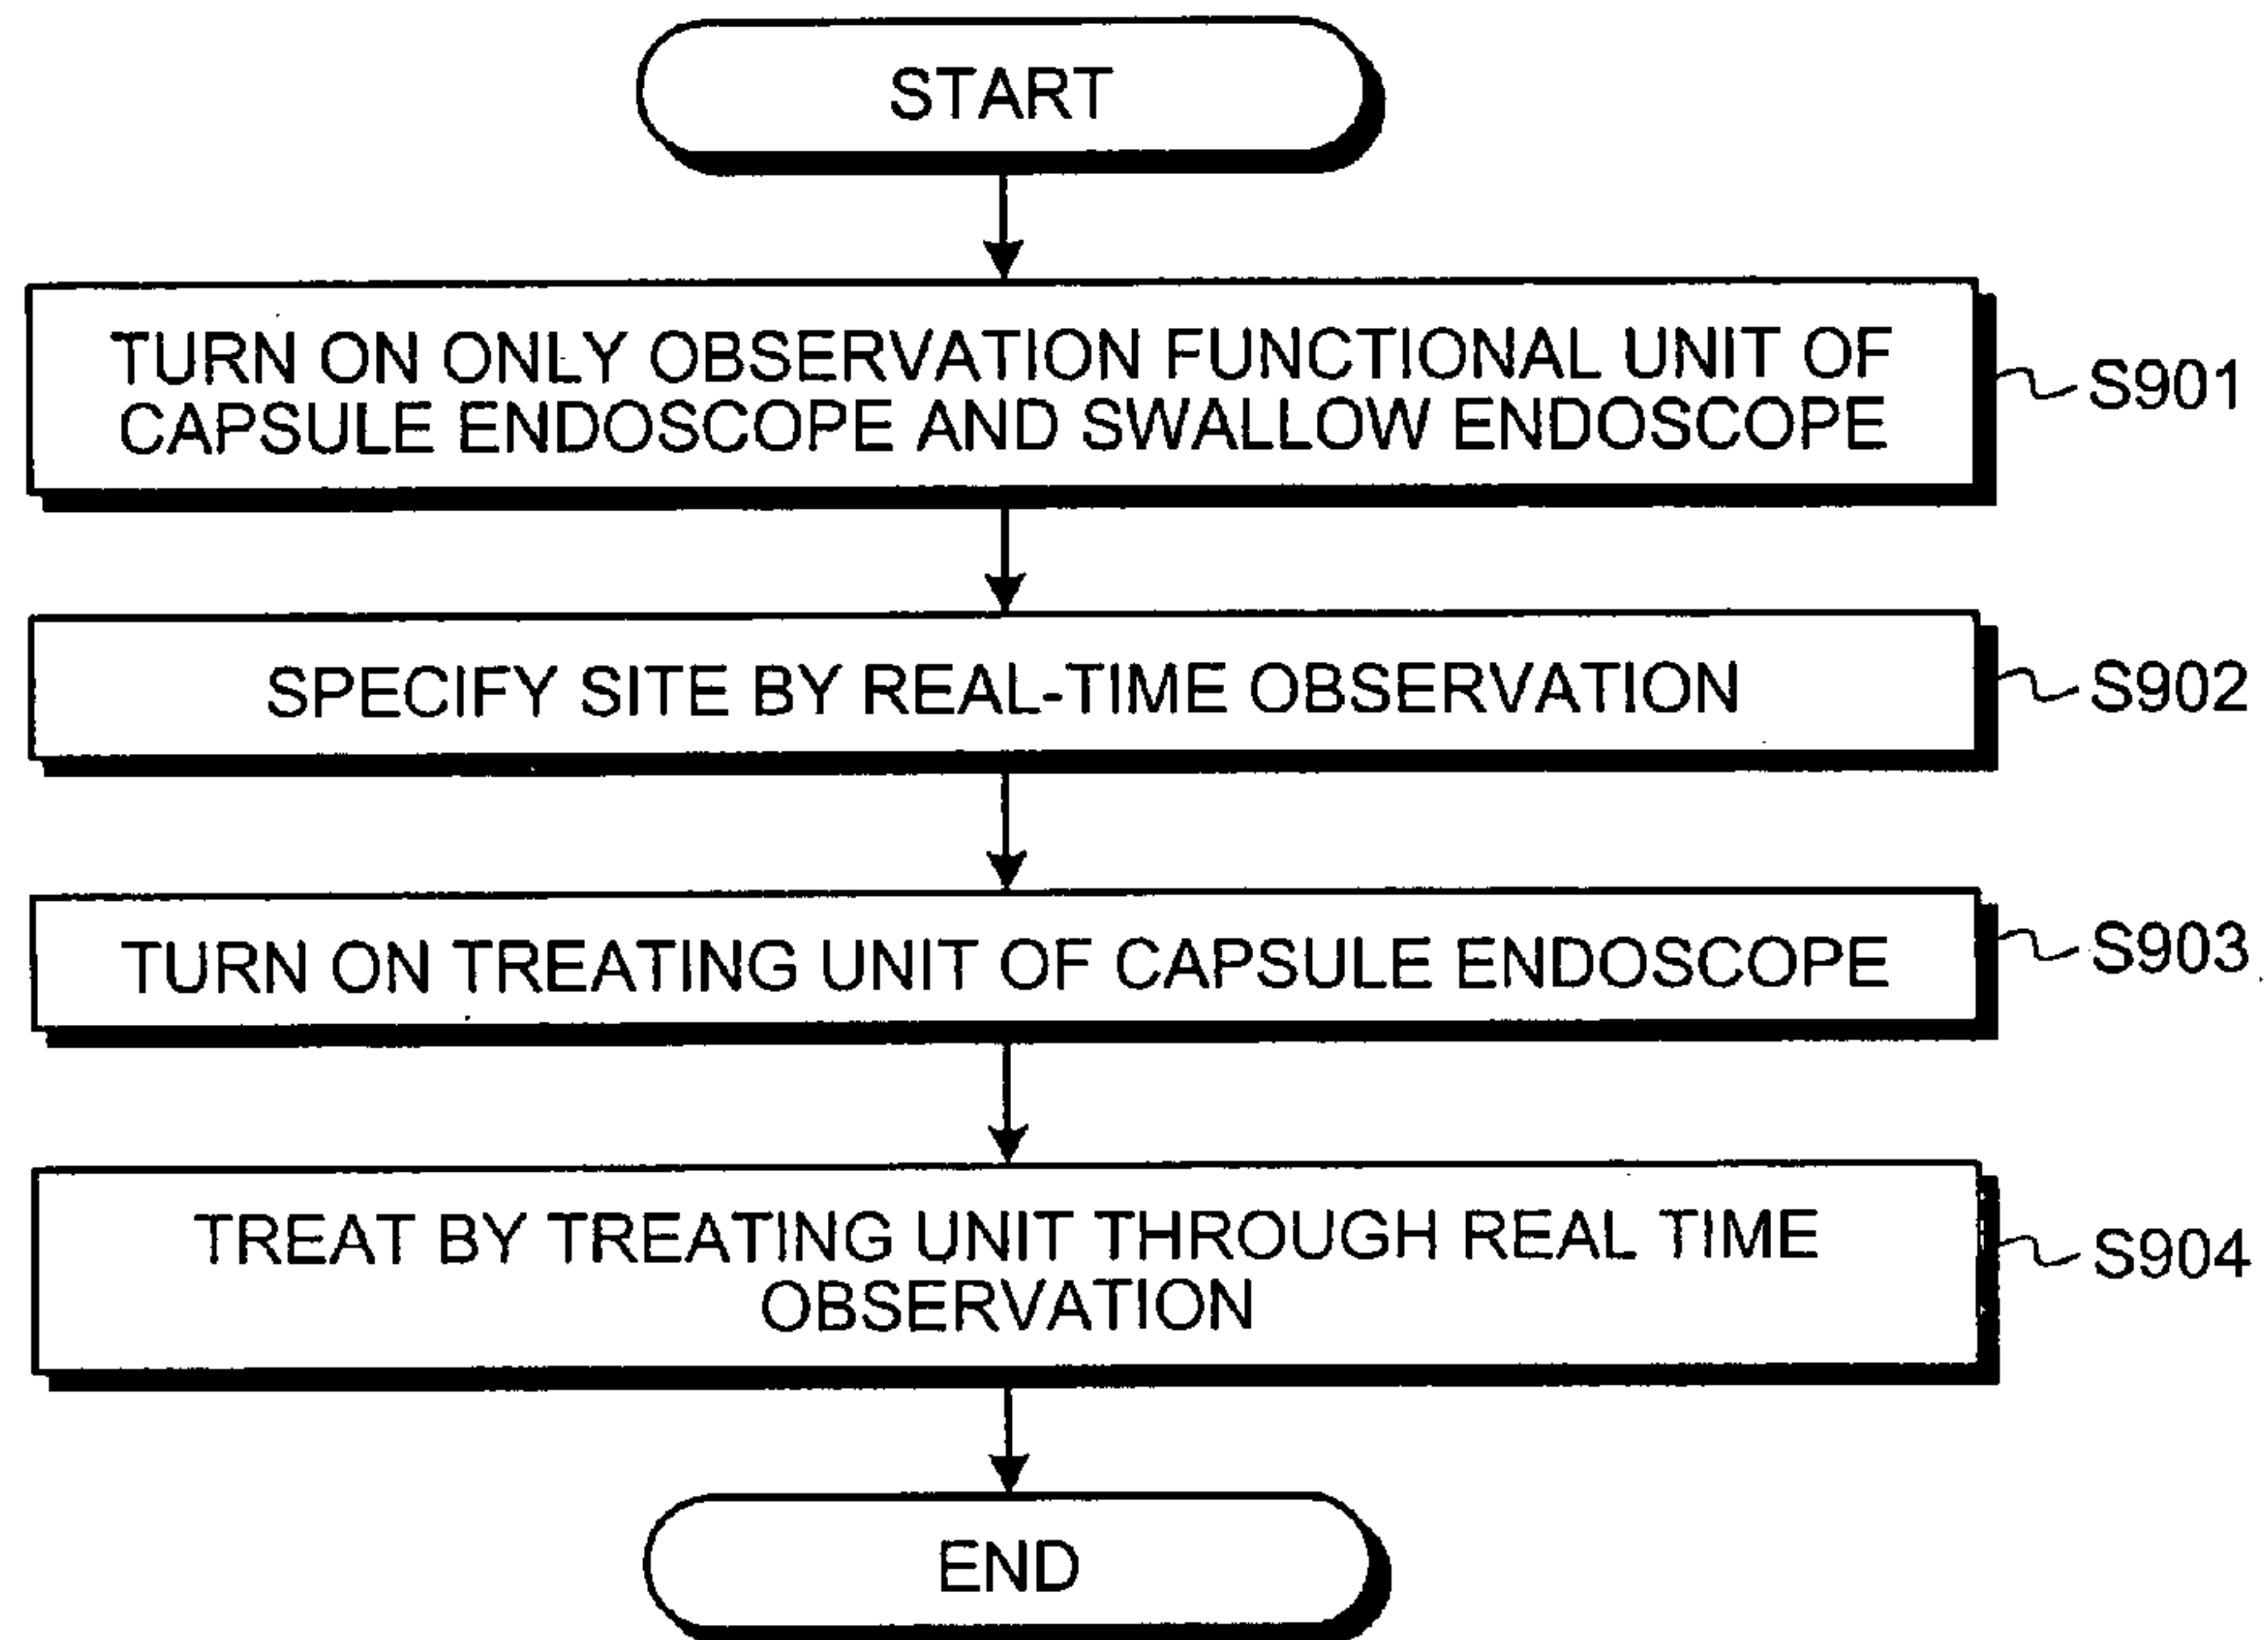 START
TURN ON ONLY OBSERVATION FUNCTIONAL UNIT OF
CAPSULE ENDOSCOPE AND SWALLOW ENDOSCOPE
S901
SPECIFY SITE BY REAL-TIME OBSERVATION
S902
TURN ON TREATING UNIT OF CAPSULE ENDOSCOPE
S903
TREAT BY TREATING UNIT THROUGH REAL TIME
OBSERVATION
S904
END